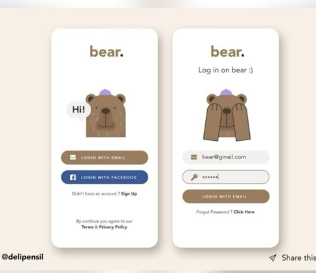 bear.
Hi!
LOGIN WITH EMAIL
LOGIN WITH FACEBOOK
Didn't have an account ? Sign Up
By continue you agree to our
Terms & Privacy Policy
bear.
Log in on bear :)
bear@gmail.com
••••••
LOGIN WITH EMAIL
Forgot Password ? Click Here
@delipensil
Share this